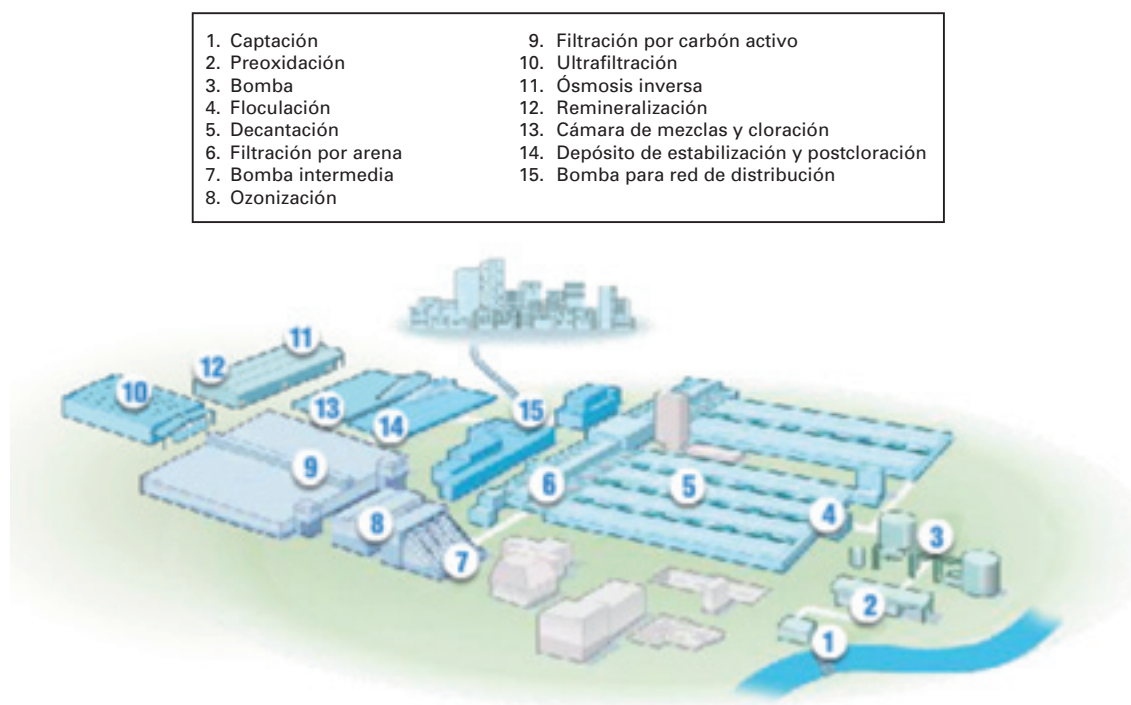 1. Captación
2. Preoxidación
3. Bomba
4. Floculación
5. Decantación
6. Filtración por arena
7. Bomba intermedia
8. Ozonización
9. Filtración por carbón activo
10. Ultrafiltración
11. Ósmosis inversa
12. Remineralización
13. Cámara de mezclas y cloración
14. Depósito de estabilización y postcloración
15. Bomba para red de distribución
11
12
10
13
15
14
9
6
5
8
4
3
7
2
1